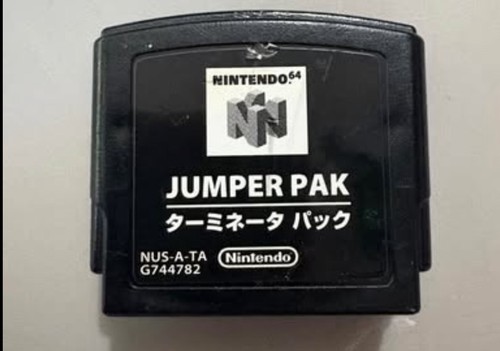 NINTENDO64
JUMPER PAK
ターミネータ パック
NUS-A-TA
G744782
Nintendo